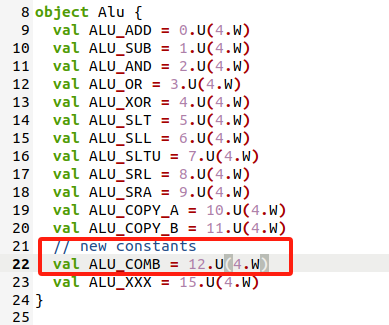 8 object Alu {
9   val ALU_ADD = 0.U(4.W)
10   val ALU_SUB = 1.U(4.W)
11   val ALU_AND = 2.U(4.W)
12   val ALU_OR = 3.U(4.W)
13   val ALU_XOR = 4.U(4.W)
14   val ALU_SLT = 5.U(4.W)
15   val ALU_SLL = 6.U(4.W)
16   val ALU_SLTU = 7.U(4.W)
17   val ALU_SRL = 8.U(4.W)
18   val ALU_SRA = 9.U(4.W)
19   val ALU_COPY_A = 10.U(4.W)
20   val ALU_COPY_B = 11.U(4.W)
21   // new constants
22   val ALU_COMB = 12.U(4.W)
23   val ALU_XXX = 15.U(4.W)
24 }
25